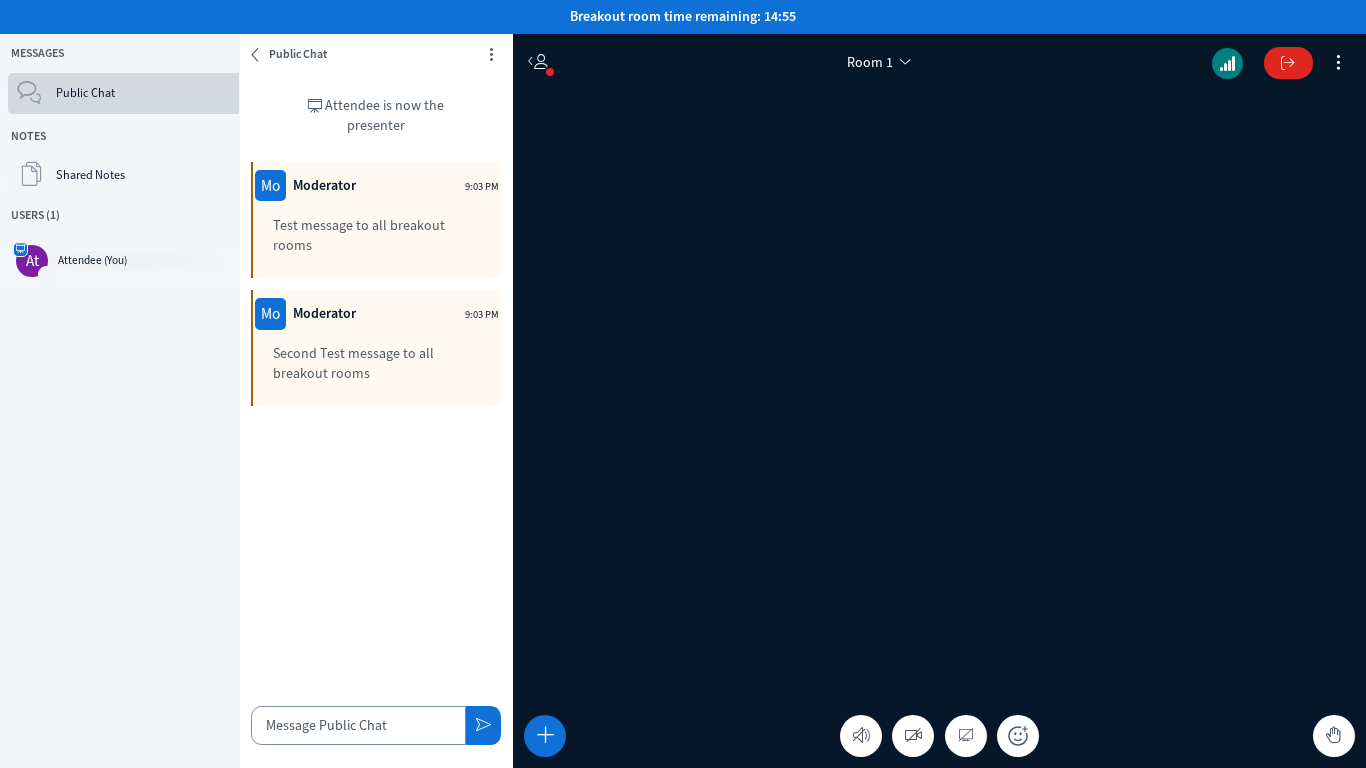 Breakout room time remaining: 14:55
MESSAGES
Public Chat
NOTES
Shared Notes
USERS (1)
At
Attendee (You)
Public Chat
Attendee is now the
presenter
Mo
Moderator
9:03 PM
Test message to all breakout
rooms
Mo
Moderator
9:03 PM
Second Test message to all
breakout rooms
Message Public Chat
Room 1